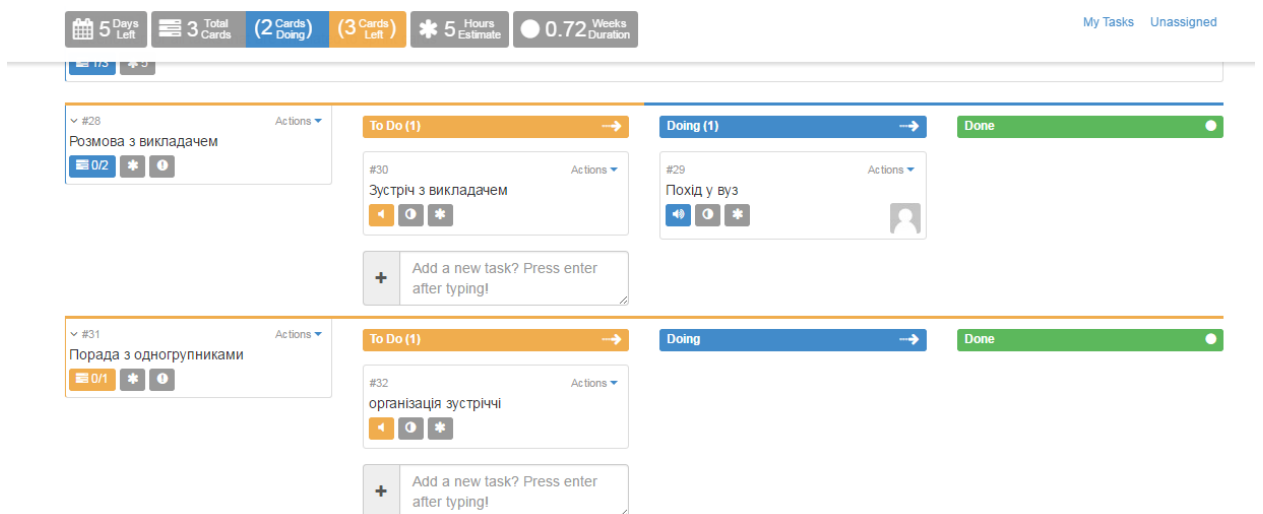 5 Days Left 3 Total Cards (2 Cards Doing) (3 Cards Left) 5 Hours Estimate 0.72 Weeks Duration
My Tasks Unassigned
1/3 5
#28 Actions
Розмова з викладачем
0/2
To Do (1)
#30 Actions
Зустріч з викладачем
Add a new task? Press enter
after typing!
Doing (1)
#29 Actions
Похід у вуз
Done
#31 Actions
Порада з одногрупниками
0/1
To Do (1)
#32 Actions
організація зустріччі
Add a new task? Press enter
after typing!
Doing
Done